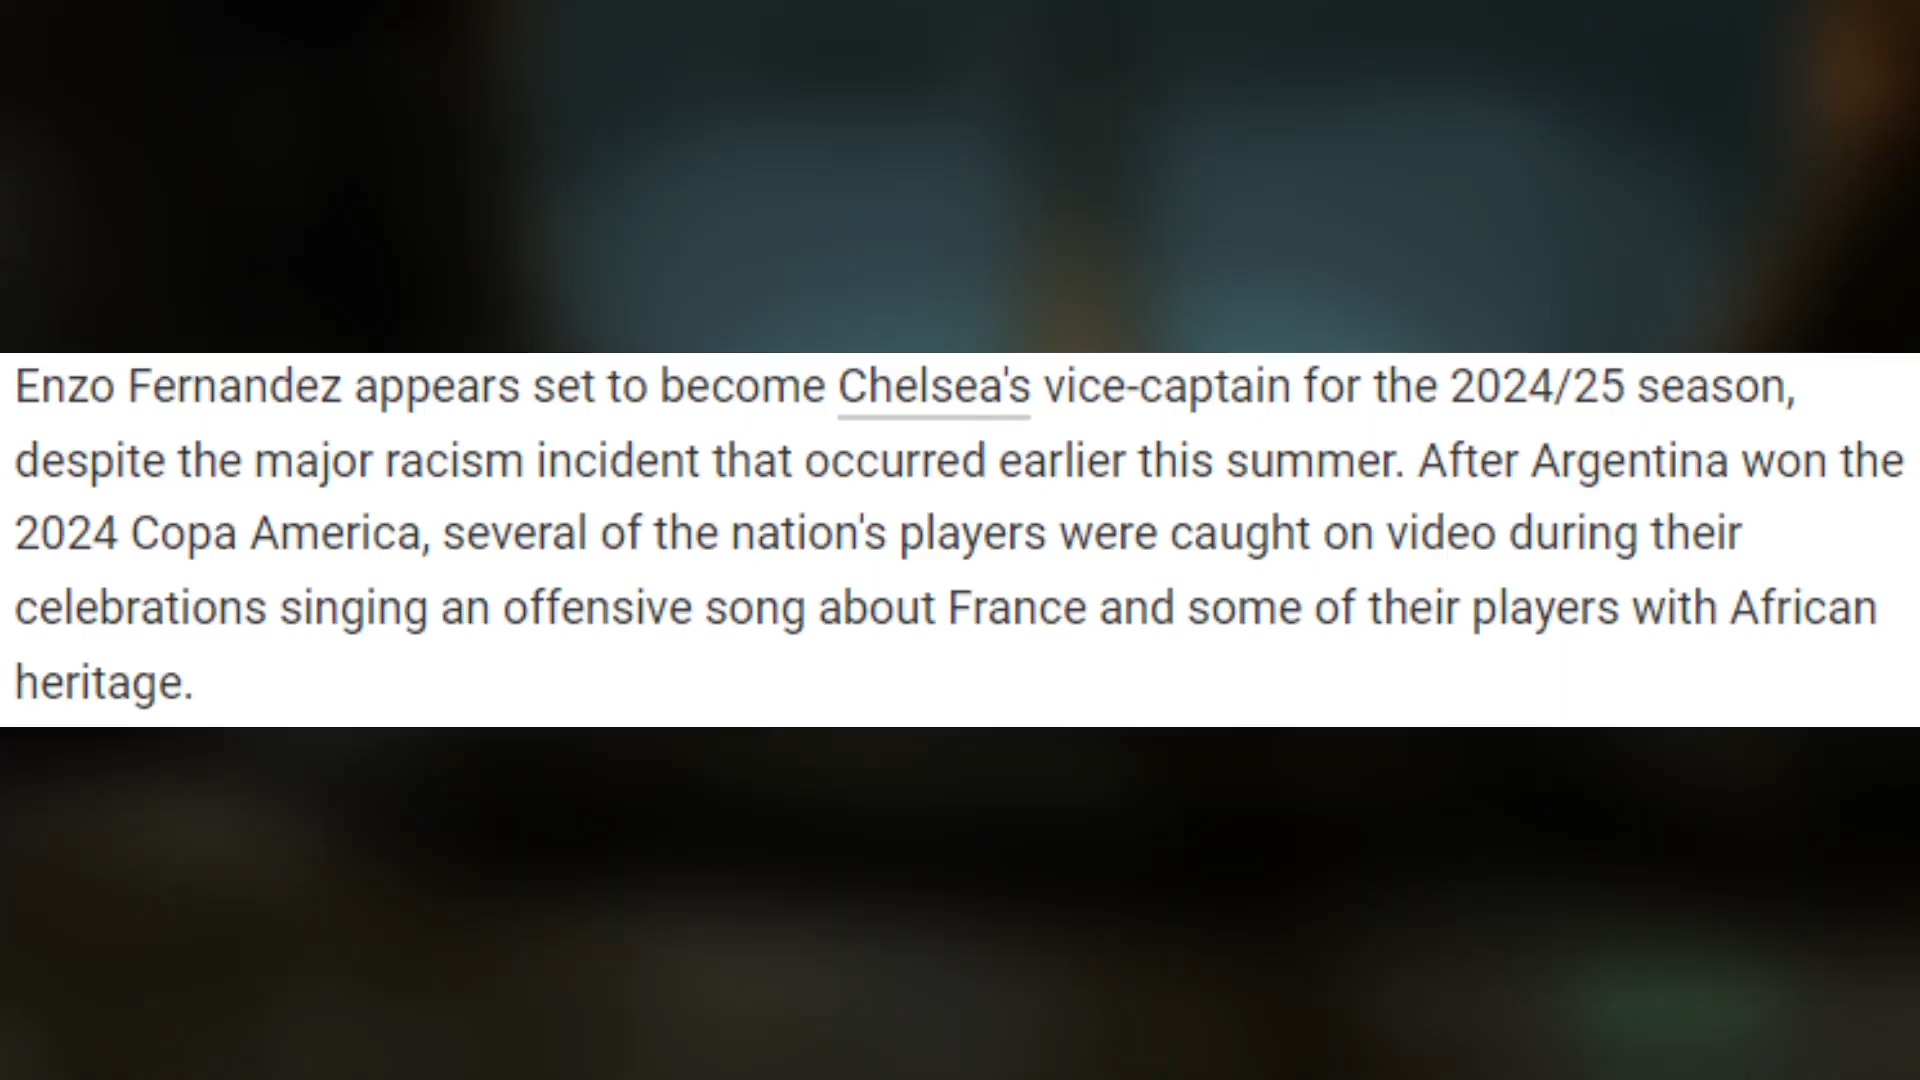 Enzo Fernandez appears set to become Chelsea's vice-captain for the 2024/25 season,
despite the major racism incident that occurred earlier this summer. After Argentina won the
2024 Copa America, several of the nation's players were caught on video during their
celebrations singing an offensive song about France and some of their players with African
heritage.